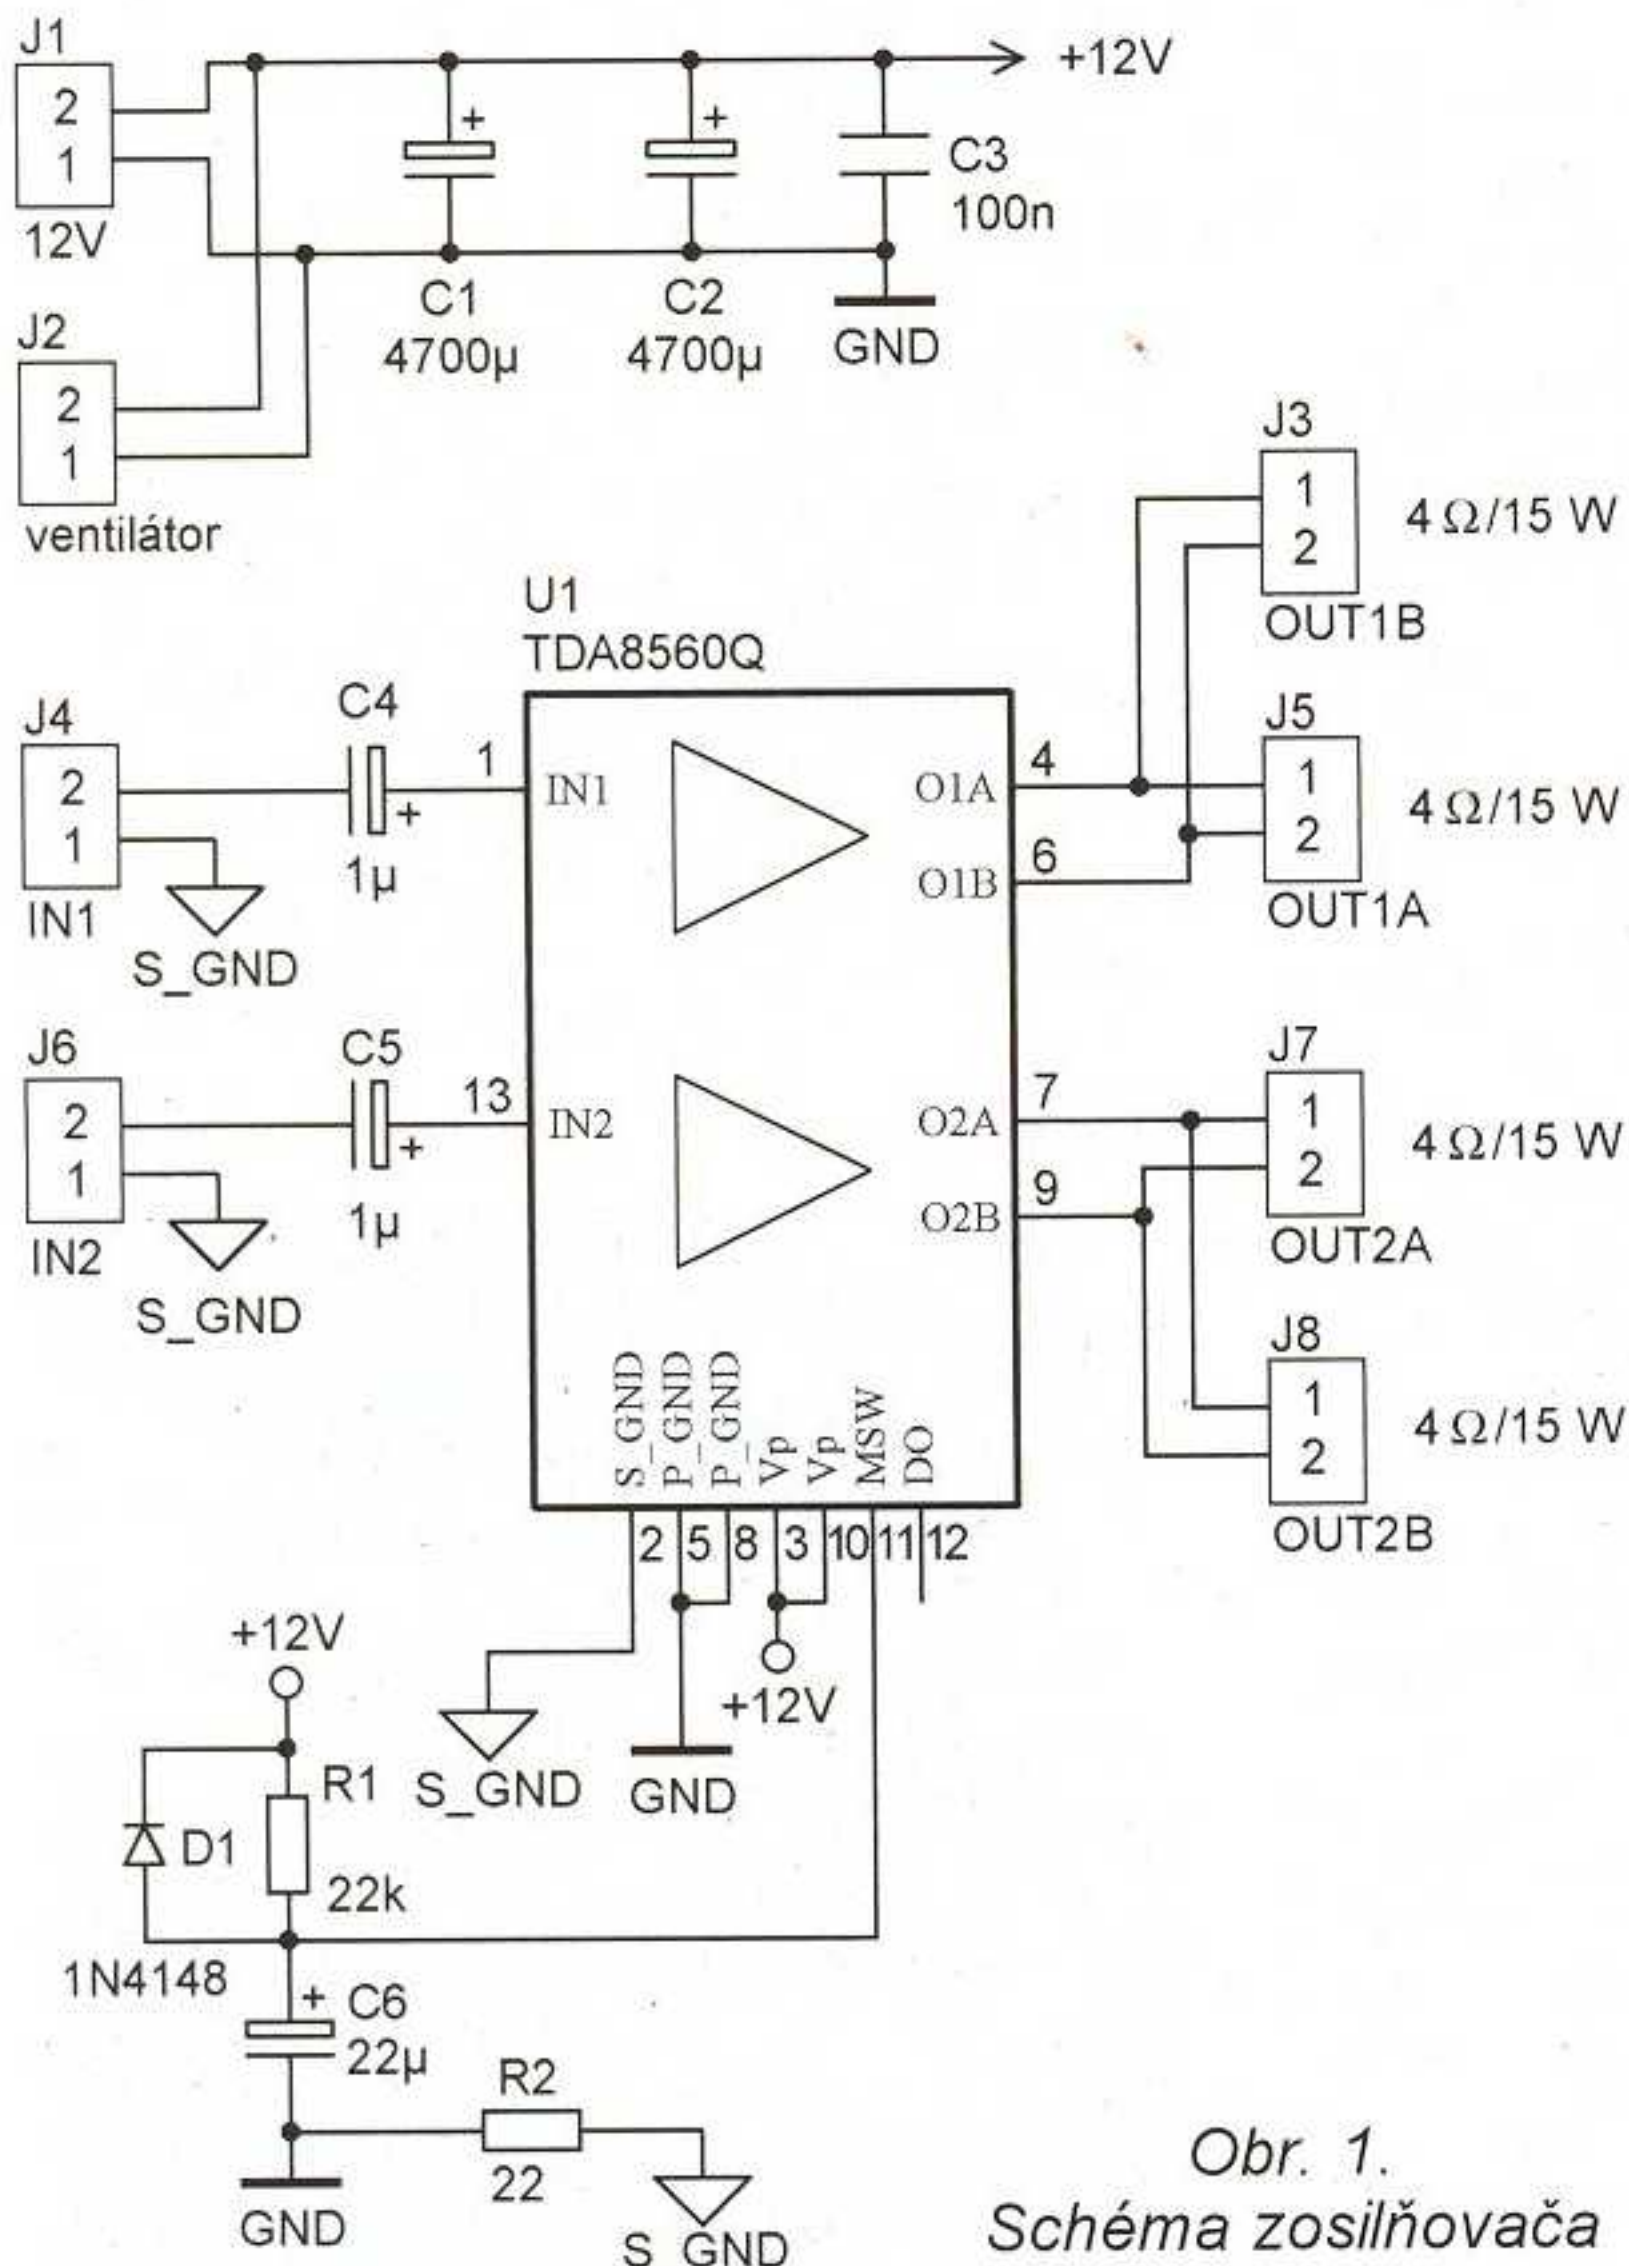 J1
2
1
12V
+12V
+
C1
4700µ
+
C2
4700µ
C3
100n
GND
J2
2
1
ventilátor
J3
1
2
OUT1B
4 Ω/15 W
U1
TDA8560Q
J4
2
1
IN1
S_GND
C4
+
1µ
1
IN1
O1A
4
O1B
6
J5
1
2
OUT1A
4 Ω/15 W
J6
2
1
IN2
S_GND
C5
+
1µ
13
IN2
O2A
7
O2B
9
J7
1
2
OUT2A
4 Ω/15 W
J8
1
2
OUT2B
4 Ω/15 W
S_GND
P_GND
P_GND
Vp
Vp
MSW
DO
2
5
8
3
10
11
12
+12V
S_GND
GND
+12V
R1
22k
D1
1N4148
+
C6
22µ
R2
22
GND
S_GND
Obr. 1.
Schéma zosilňovača